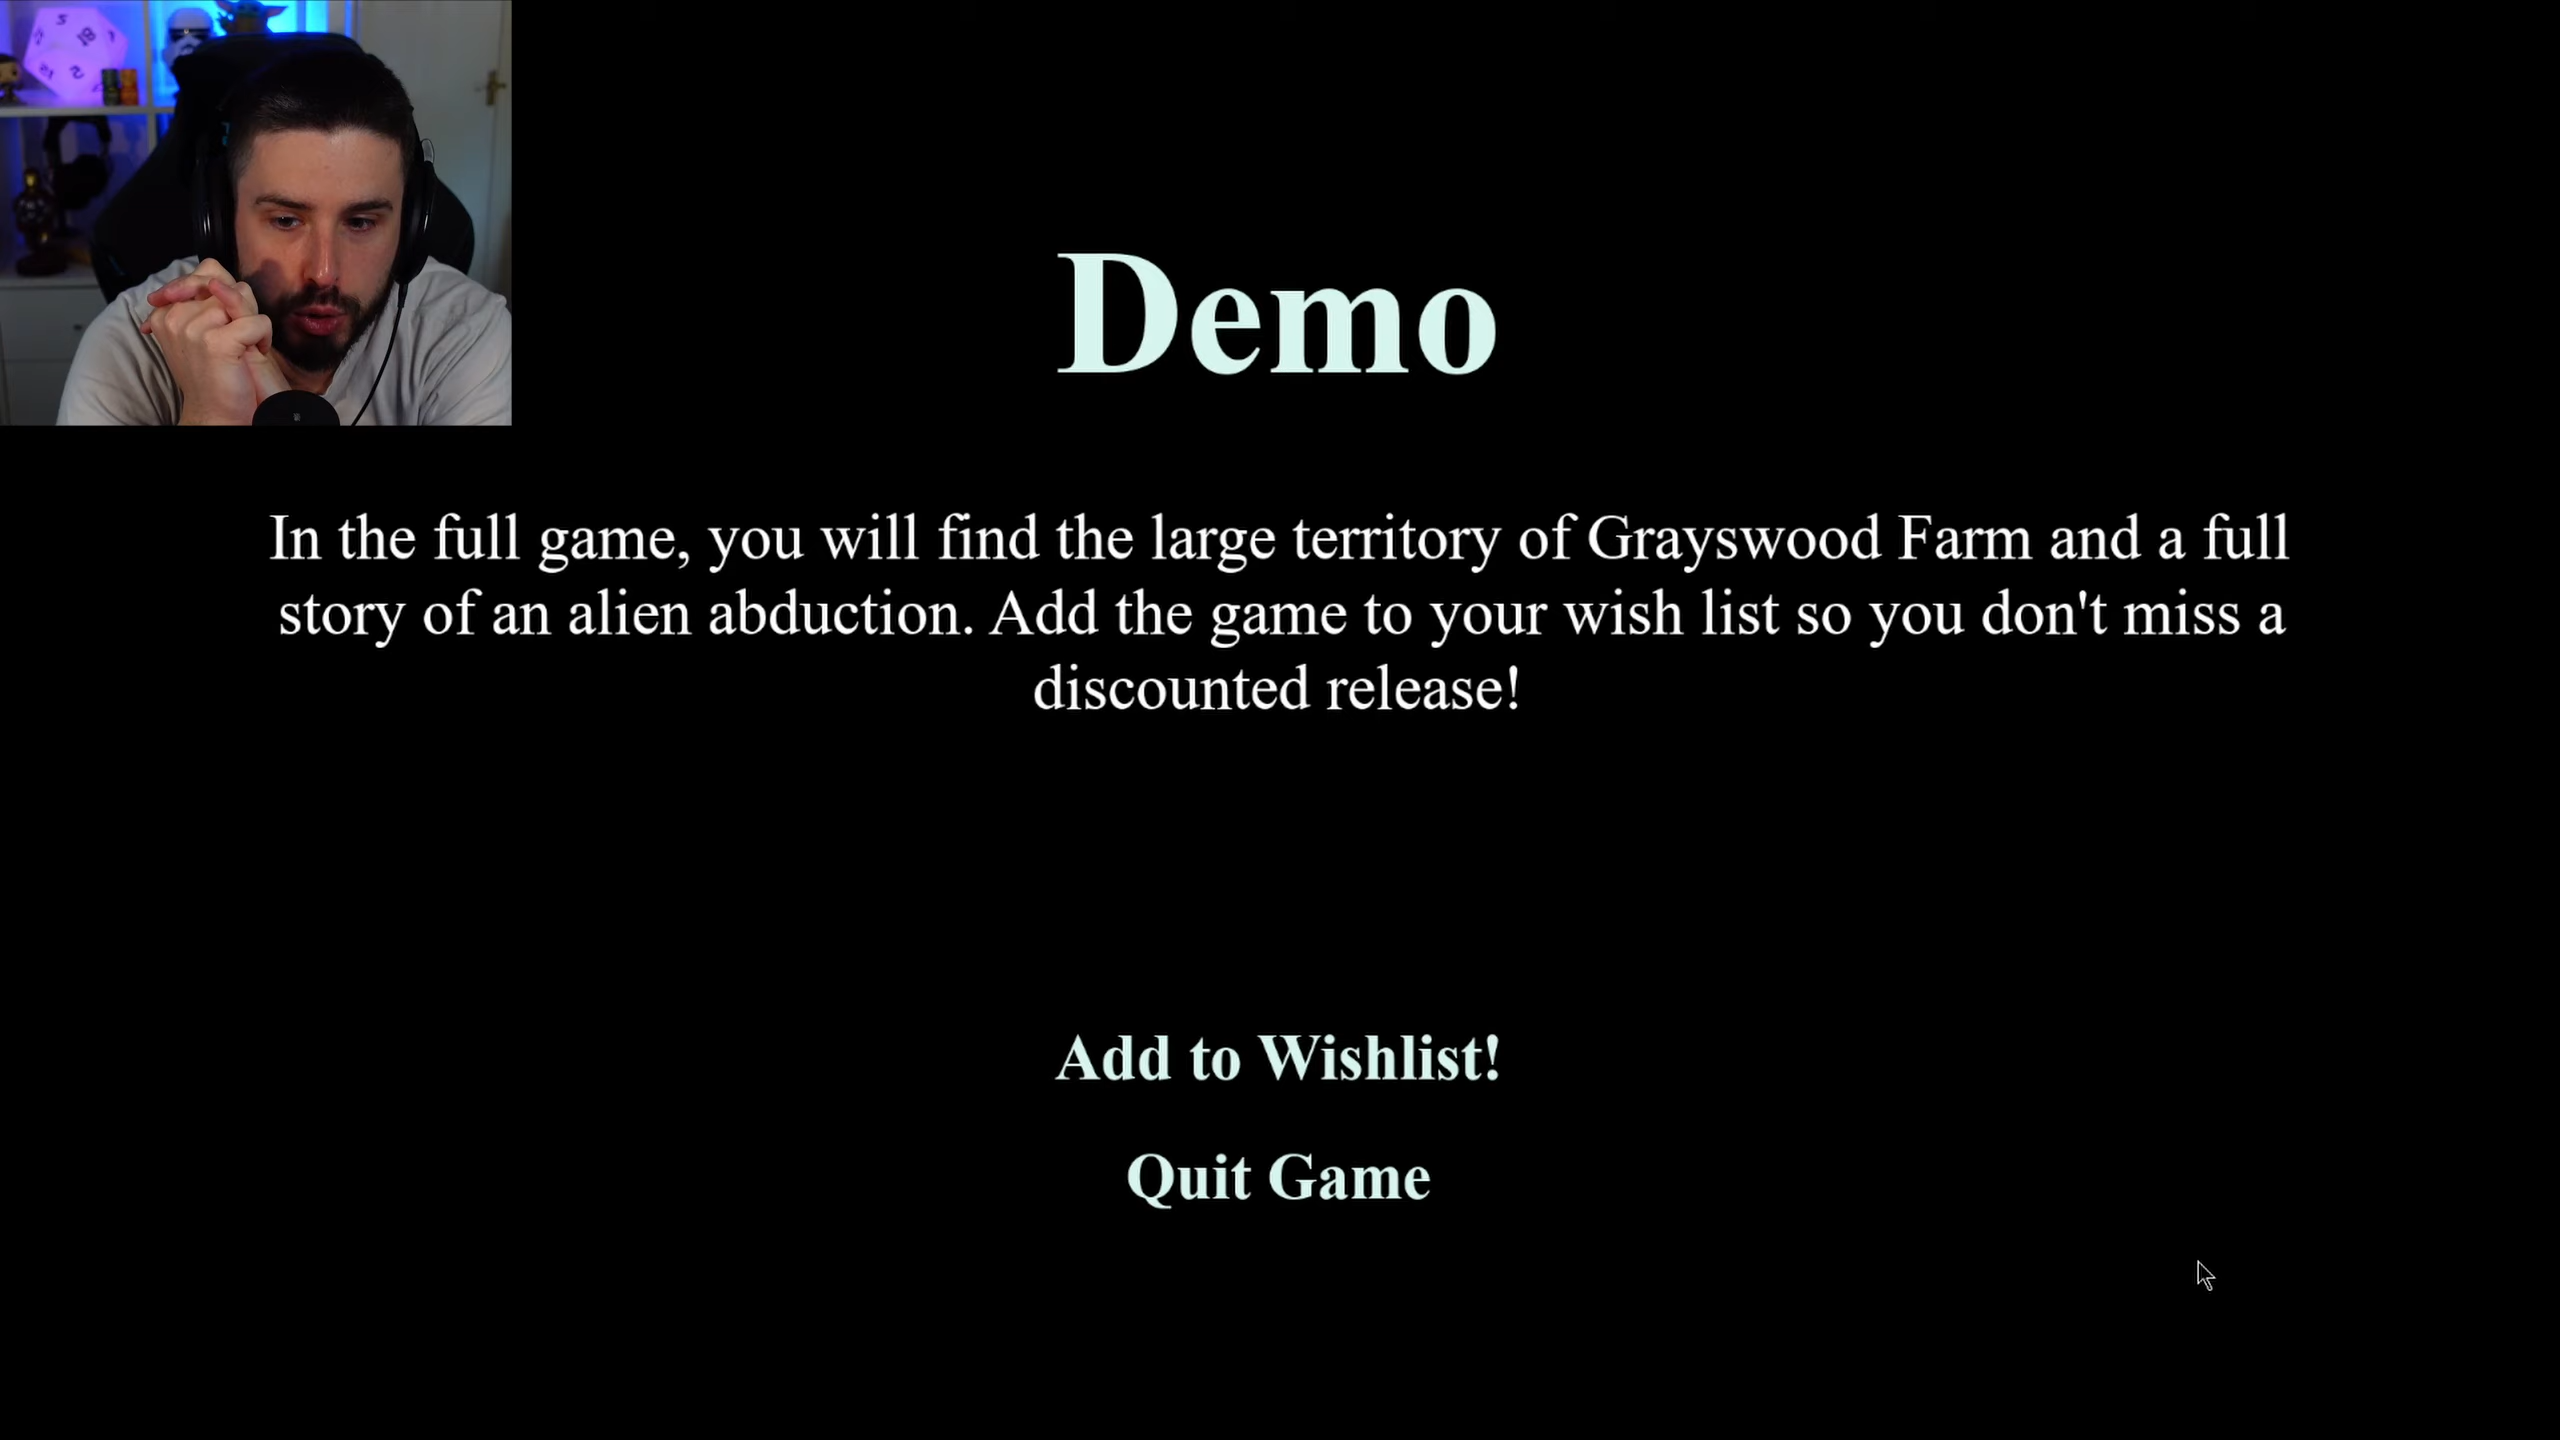 Demo
In the full game, you will find the large territory of Grayswood Farm and a full
story of an alien abduction. Add the game to your wish list so you don't miss a
discounted release!
Add to Wishlist!
Quit Game